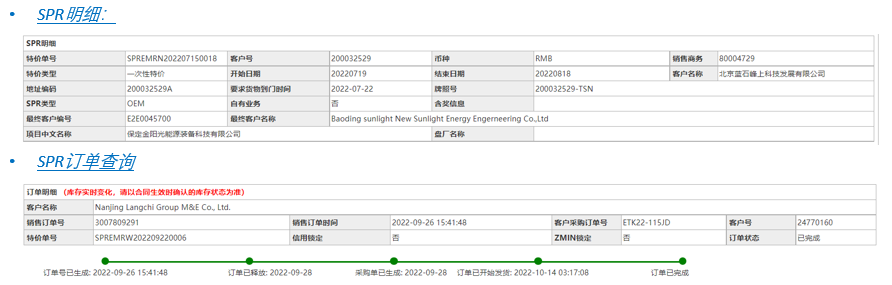 • SPR明细：
SPR明细
特价单号 SPREMRN202207150018 客户号 200032529 币种 RMB 销售商务 80004729
特价类型 一次性特价 开始日期 20220719 结束日期 20220818 客户名称 北京蓝石峰上科技发展有限公司
地址编码 200032529A 要求货物到门时间 2022-07-22 牌照号 200032529-TSN
SPR类型 OEM 自有业务 否 含奖信息
最终客户编号 E2E0045700 最终客户名称 Baoding sunlight New Sunlight Energy Engerneering Co.,Ltd
项目中文名称 保定金阳光能源装备科技有限公司 盘厂名称
• SPR订单查询
订单明细 （库存实时变化，请以合同生效时确认的库存状态为准）
客户名称 Nanjing Langchi Group M&E Co., Ltd.
销售订单号 3007809291 销售订单时间 2022-09-26 15:41:48 客户采购订单号 ETK22-115JD 客户号 24770160
特价单号 SPREMRW202209220006 信用锁定 否 ZMIN锁定 否 订单状态 已完成
订单号已生成: 2022-09-26 15:41:48 订单已释放: 2022-09-28 采购单已生成: 2022-09-28 订单已开始发货: 2022-10-14 03:17:08 订单已完成